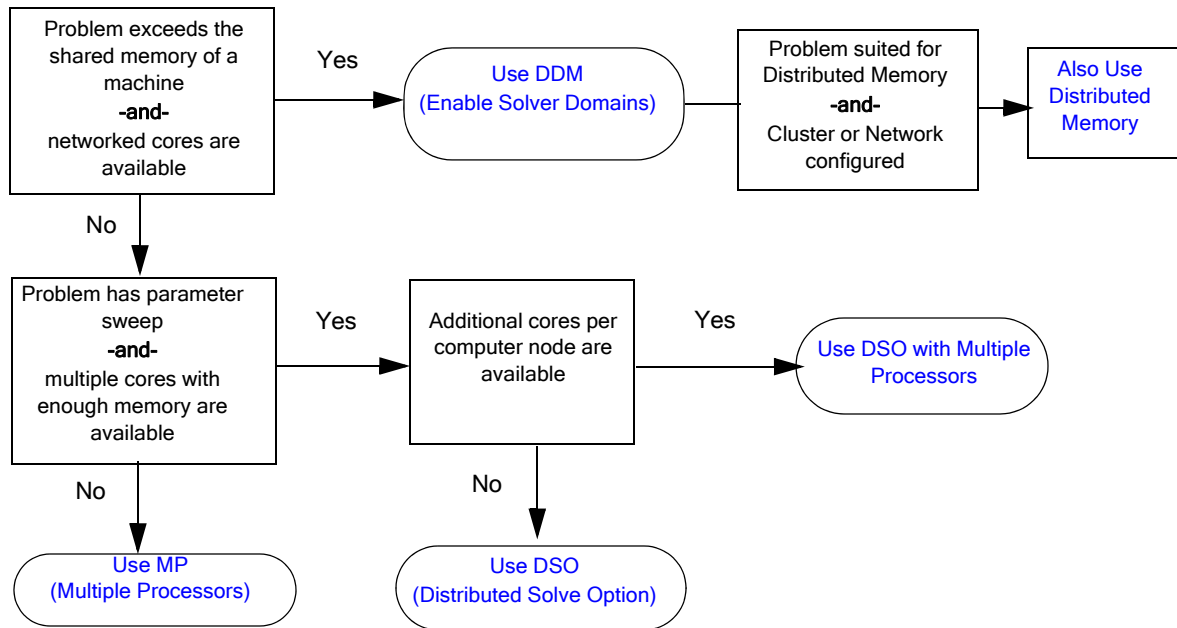 Problem exceeds the
shared memory of a
machine
-and-
networked cores are
available
Yes
Use DDM
(Enable Solver Domains)
Problem suited for
Distributed Memory
-and-
Cluster or Network
configured
Also Use
Distributed
Memory
No
Problem has parameter
sweep
-and-
multiple cores with
enough memory are
available
Yes
Additional cores per
computer node are
available
Yes
Use DSO with Multiple
Processors
No
Use MP
(Multiple Processors)
No
Use DSO
(Distributed Solve Option)